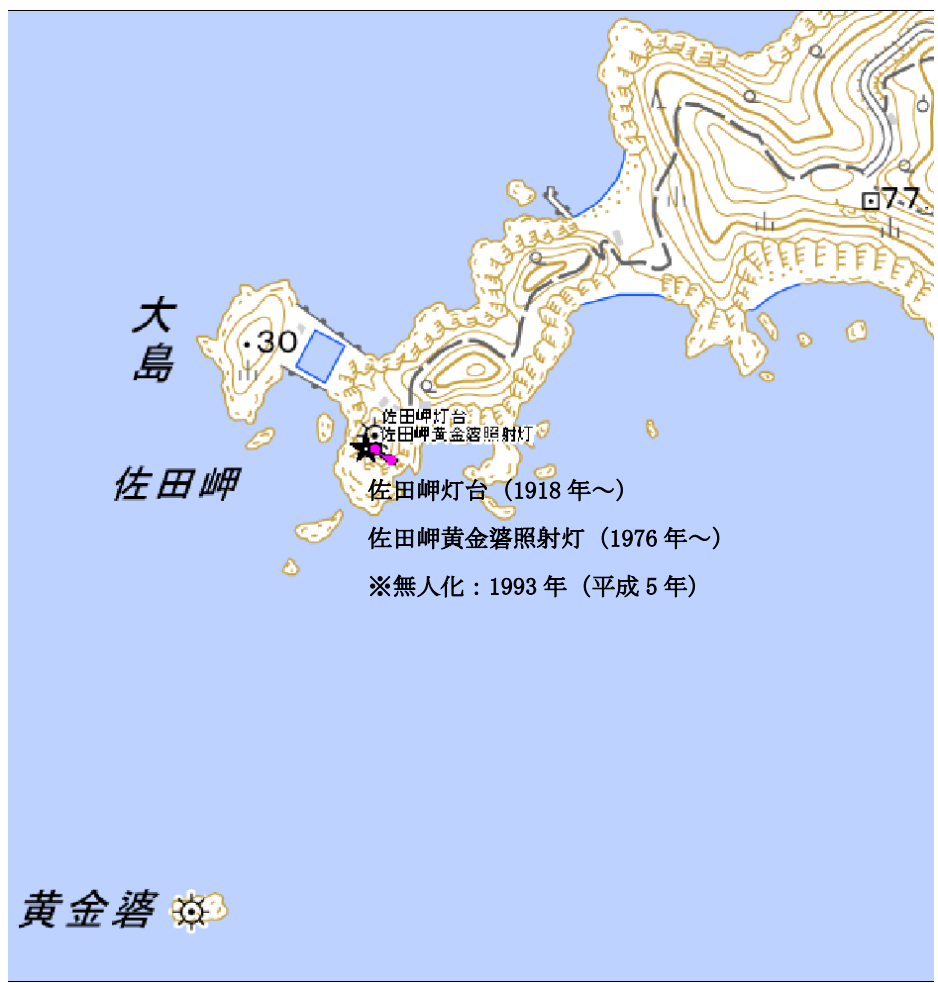 77
大島
30
佐田岬灯台
佐田岬黄金碆照射灯
佐田岬
佐田岬灯台（1918 年～）
佐田岬黄金碆照射灯（1976 年～）
※無人化：1993 年（平成 5 年）
黄金碆